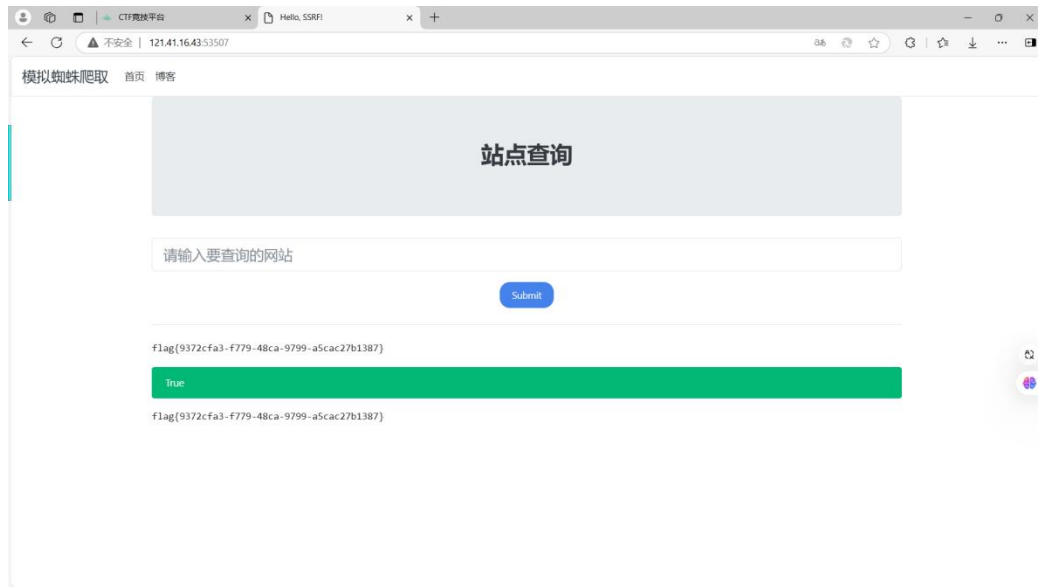 CTF竞技平台
Hello, SSRF!
不安全 | 121.41.16.43:53507
模拟蜘蛛爬取 首页 博客
站点查询
请输入要查询的网站
Submit
flag{9372cfa3-f779-48ca-9799-a5cac27b1387}
True
flag{9372cfa3-f779-48ca-9799-a5cac27b1387}